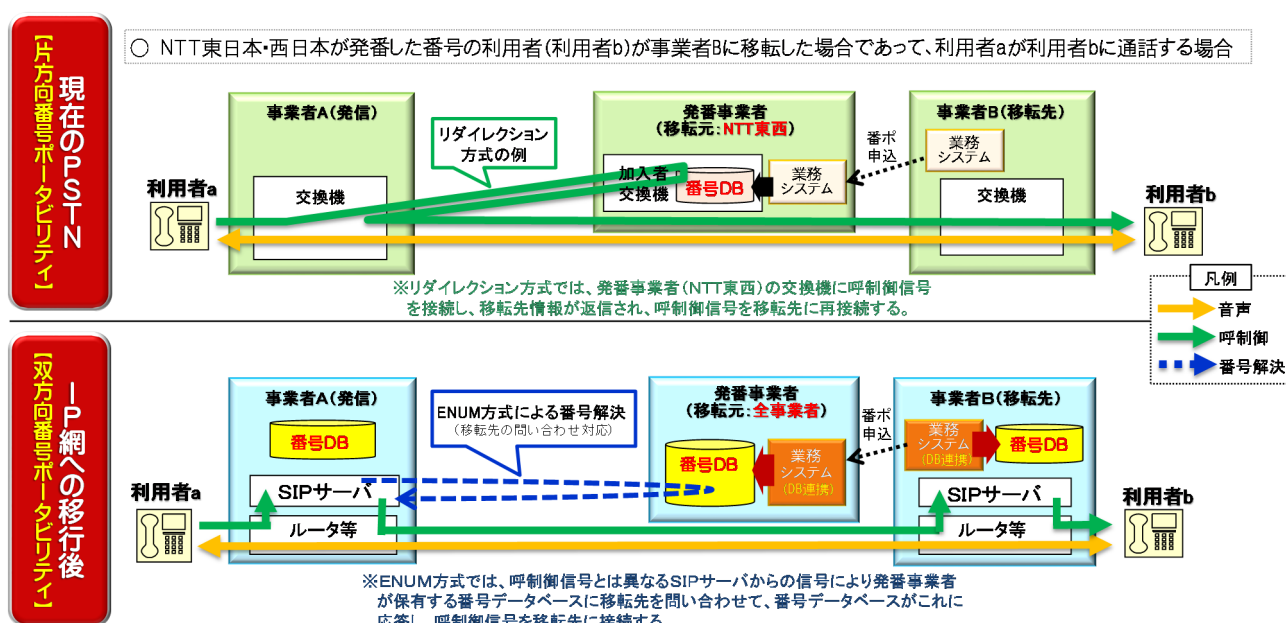 現在のPSTN
【片方向番号ポータビリティ】
○ NTT東日本・西日本が発番した番号の利用者(利用者b)が事業者Bに移転した場合であって、利用者aが利用者bに通話する場合
事業者A(発信)
発番事業者
(移転元:NTT東西)
事業者B(移転先)
リダイレクション
方式の例
番ポ
申込
業務
システム
加入者
交換機
番号DB
業務
システム
利用者a
交換機
交換機
利用者b
※リダイレクション方式では、発番事業者(NTT東西)の交換機に呼制御信号
を接続し、移転先情報が返信され、呼制御信号を移転先に再接続する。
凡例
音声
呼制御
番号解決
IP網への移行後
【双方向番号ポータビリティ】
事業者A(発信)
発番事業者
(移転元:全事業者)
事業者B(移転先)
ENUM方式による番号解決
(移転先の問い合わせ対応)
番ポ
申込
番号DB
番号DB
業務
システム
(DB連携)
業務
システム
(DB連携)
番号DB
利用者a
SIPサーバ
ルータ等
SIPサーバ
ルータ等
利用者b
※ENUM方式では、呼制御信号とは異なるSIPサーバからの信号により発番事業者
が保有する番号データベースに移転先を問い合わせて、番号データベースがこれに
応答し、呼制御信号を移転先に接続する。